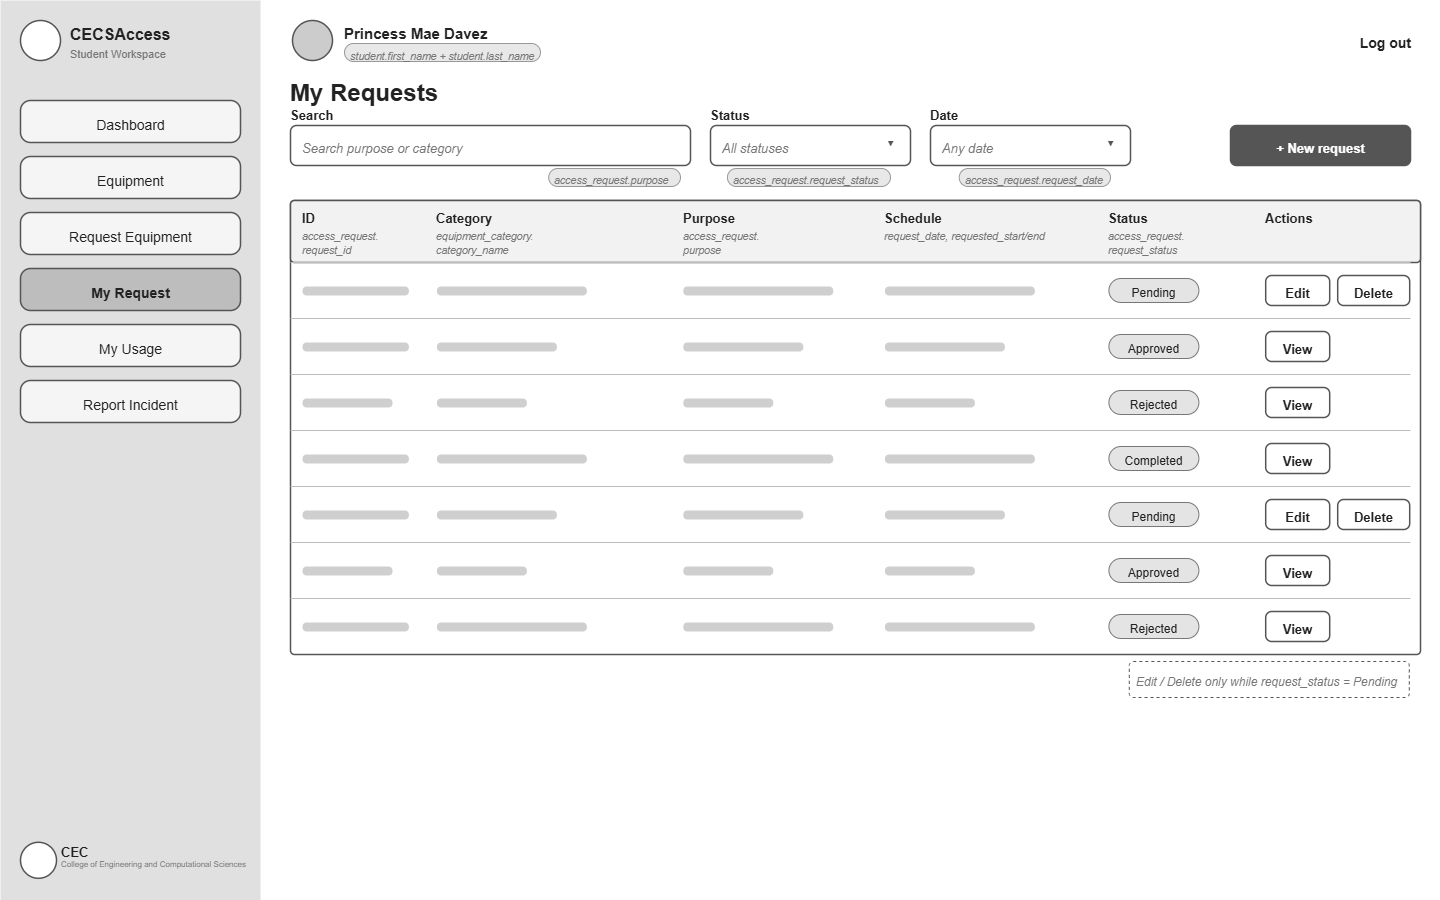 CECSAccess
Student Workspace
Dashboard
Equipment
Request Equipment
My Request
My Usage
Report Incident
CEC
College of Engineering and Computational Sciences
Princess Mae Davez
student.first_name + student.last_name
Log out
My Requests
Search
Status
Date
Search purpose or category
All statuses ▼
Any date ▼
+ New request
access_request.purpose
access_request.request_status
access_request.request_date
ID
access_request.
request_id
Category
equipment_category.
category_name
Purpose
access_request.
purpose
Schedule
request_date, requested_start/end
Status
access_request.
request_status
Actions
Pending Edit Delete
Approved View
Rejected View
Completed View
Pending Edit Delete
Approved View
Rejected View
Edit / Delete only while request_status = Pending